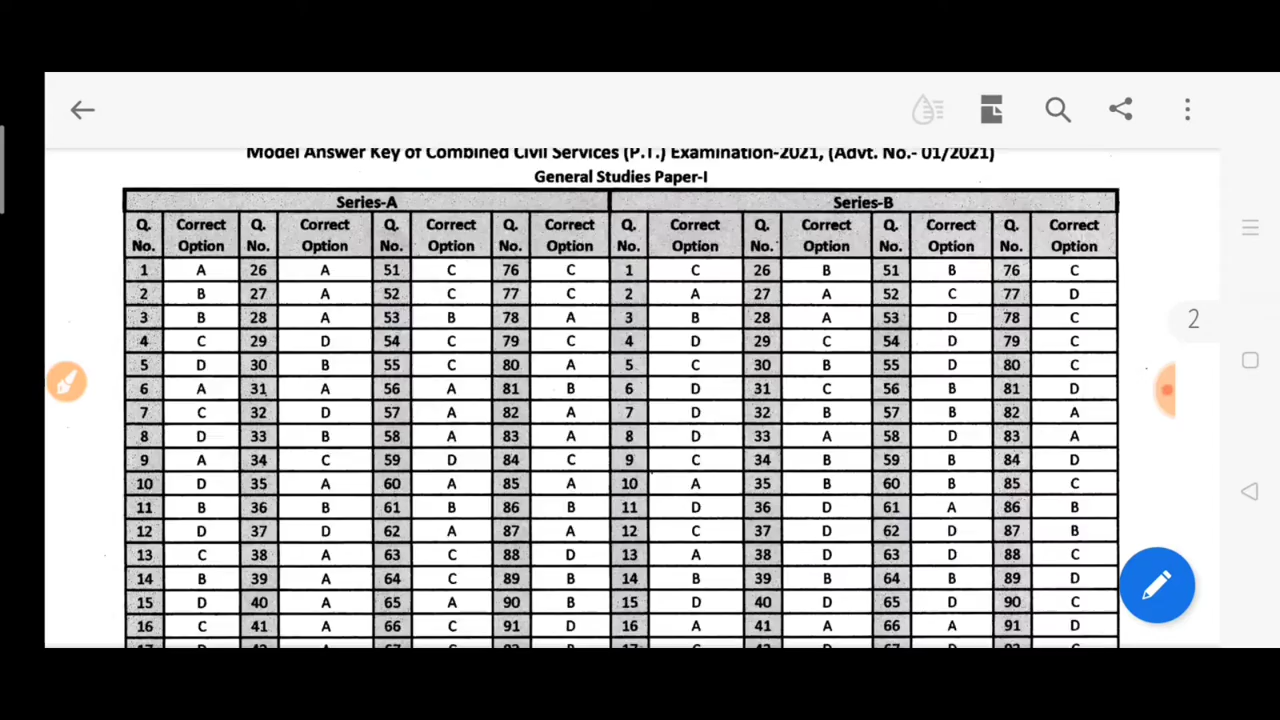 Model Answer Key of Combined Civil Services (P.T.) Examination-2021, (Advt. No.- 01/2021)
General Studies Paper-I
Series-A Series-B
Q. Correct Q. Correct Q. Correct Q. Correct Q. Correct Q. Correct Q. Correct Q. Correct
No. Option No. Option No. Option No. Option No. Option No. Option No. Option No. Option
1 A 26 A 51 C 76 C 1 C 26 B 51 B 76 C
2 B 27 A 52 C 77 C 2 A 27 A 52 C 77 D
3 B 28 A 53 B 78 A 3 B 28 A 53 D 78 C
4 C 29 D 54 C 79 C 4 D 29 C 54 D 79 C
5 D 30 B 55 C 80 A 5 C 30 B 55 D 80 C
6 A 31 A 56 A 81 B 6 D 31 C 56 B 81 D
7 C 32 D 57 A 82 A 7 D 32 B 57 B 82 A
8 D 33 B 58 A 83 A 8 D 33 A 58 D 83 A
9 A 34 C 59 D 84 C 9 C 34 B 59 B 84 D
10 D 35 A 60 A 85 A 10 A 35 B 60 B 85 C
11 B 36 B 61 B 86 B 11 D 36 D 61 A 86 B
12 D 37 D 62 A 87 A 12 C 37 D 62 D 87 B
13 C 38 A 63 C 88 D 13 A 38 D 63 D 88 C
14 B 39 A 64 C 89 B 14 B 39 B 64 B 89 D
15 D 40 A 65 A 90 B 15 D 40 D 65 D 90 C
16 C 41 A 66 C 91 D 16 A 41 A 66 A 91 D
2